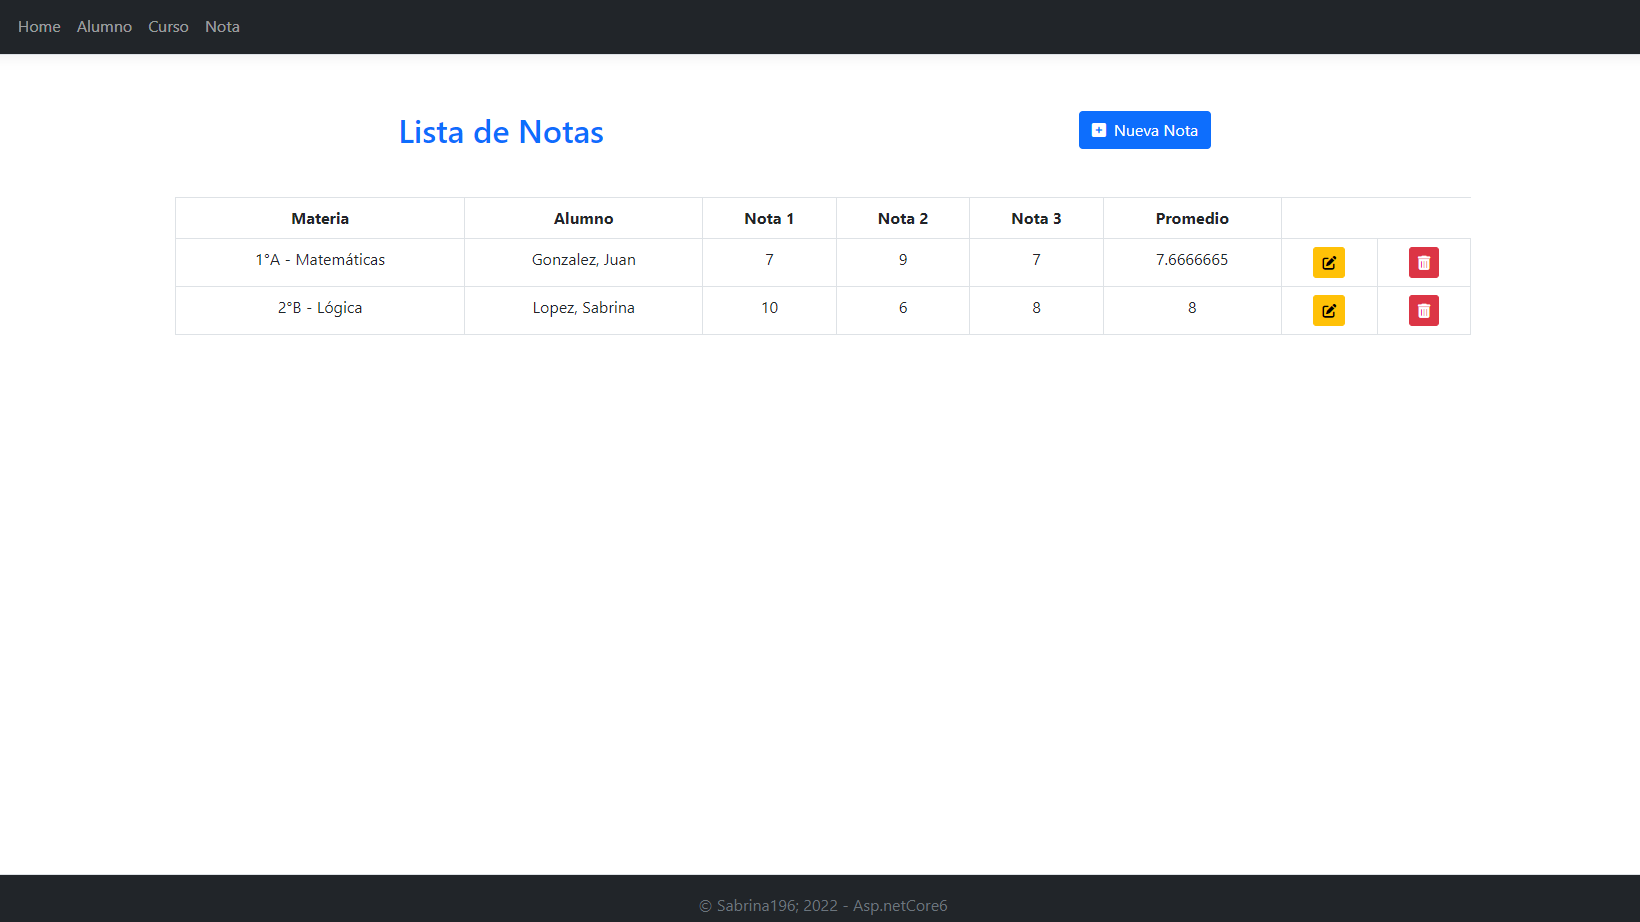 Home Alumno Curso Nota
Lista de Notas
Nueva Nota
Materia Alumno Nota 1 Nota 2 Nota 3 Promedio
1°A - Matemáticas Gonzalez, Juan 7 9 7 7.6666665
2°B - Lógica Lopez, Sabrina 10 6 8 8
© Sabrina196; 2022 - Asp.netCore6